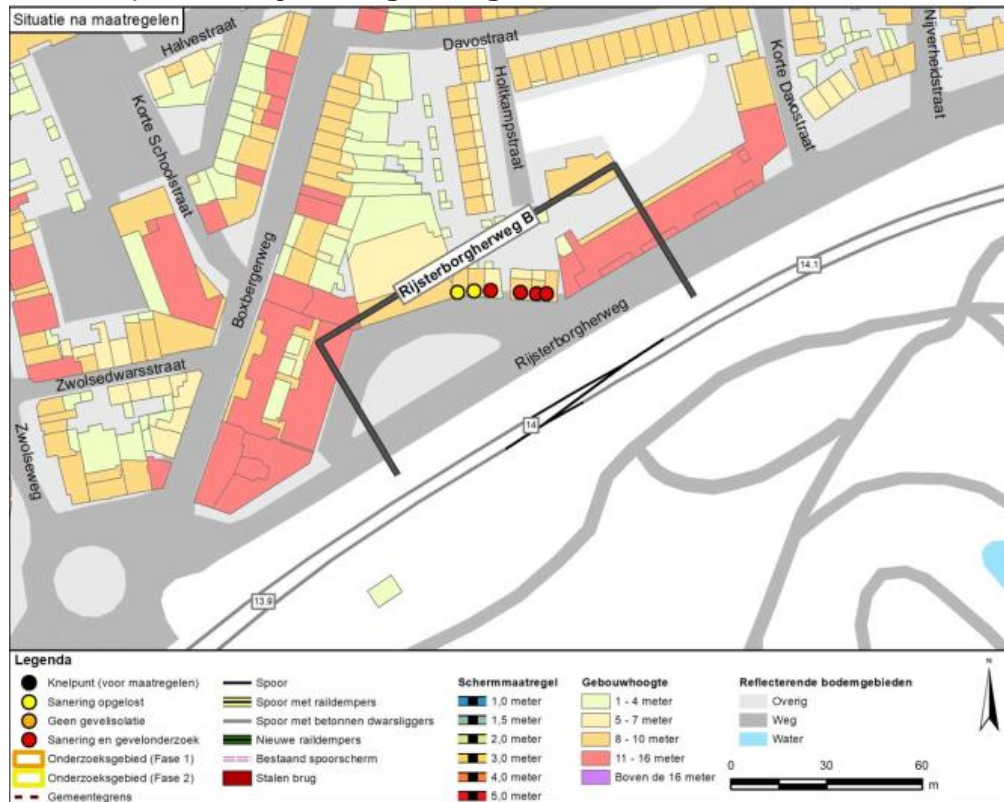 Situatie na maatregelen
Halvestraat
Davostraat
Korte Schoolstraat
Holtkampstraat
Korte Davostraat
Nijverheidstraat
Boxbergerweg
Rijsterborgherweg B
14.1
Rijsterborgherweg
Zwolsedwarsstraat
14
Zwolseweg
13.9
Legenda
Knelpunt (voor maatregelen)
Sanering opgelost
Geen gevelisolatie
Sanering en gevelonderzoek
Onderzoeksgebied (Fase 1)
Onderzoeksgebied (Fase 2)
Gemeentegrens
Spoor
Spoor met raildempers
Spoor met betonnen dwarsliggers
Nieuwe raildempers
Bestaand spoorscherm
Stalen brug
Schermmaatregel
1,0 meter
1,5 meter
2,0 meter
3,0 meter
4,0 meter
5,0 meter
Gebouwhoogte
1 - 4 meter
5 - 7 meter
8 - 10 meter
11 - 16 meter
Boven de 16 meter
Reflecterende bodemgebieden
Overig
Weg
Water
N
0 30 60
m